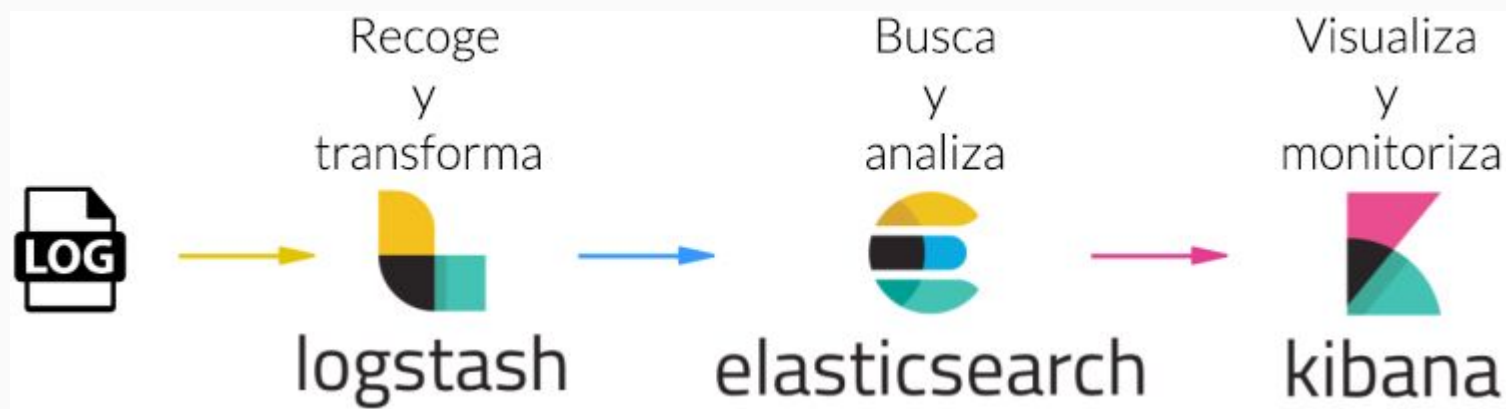 Recoge
y
transforma
Busca
y
analiza
Visualiza
y
monitoriza
LOG
logstash
elasticsearch
kibana